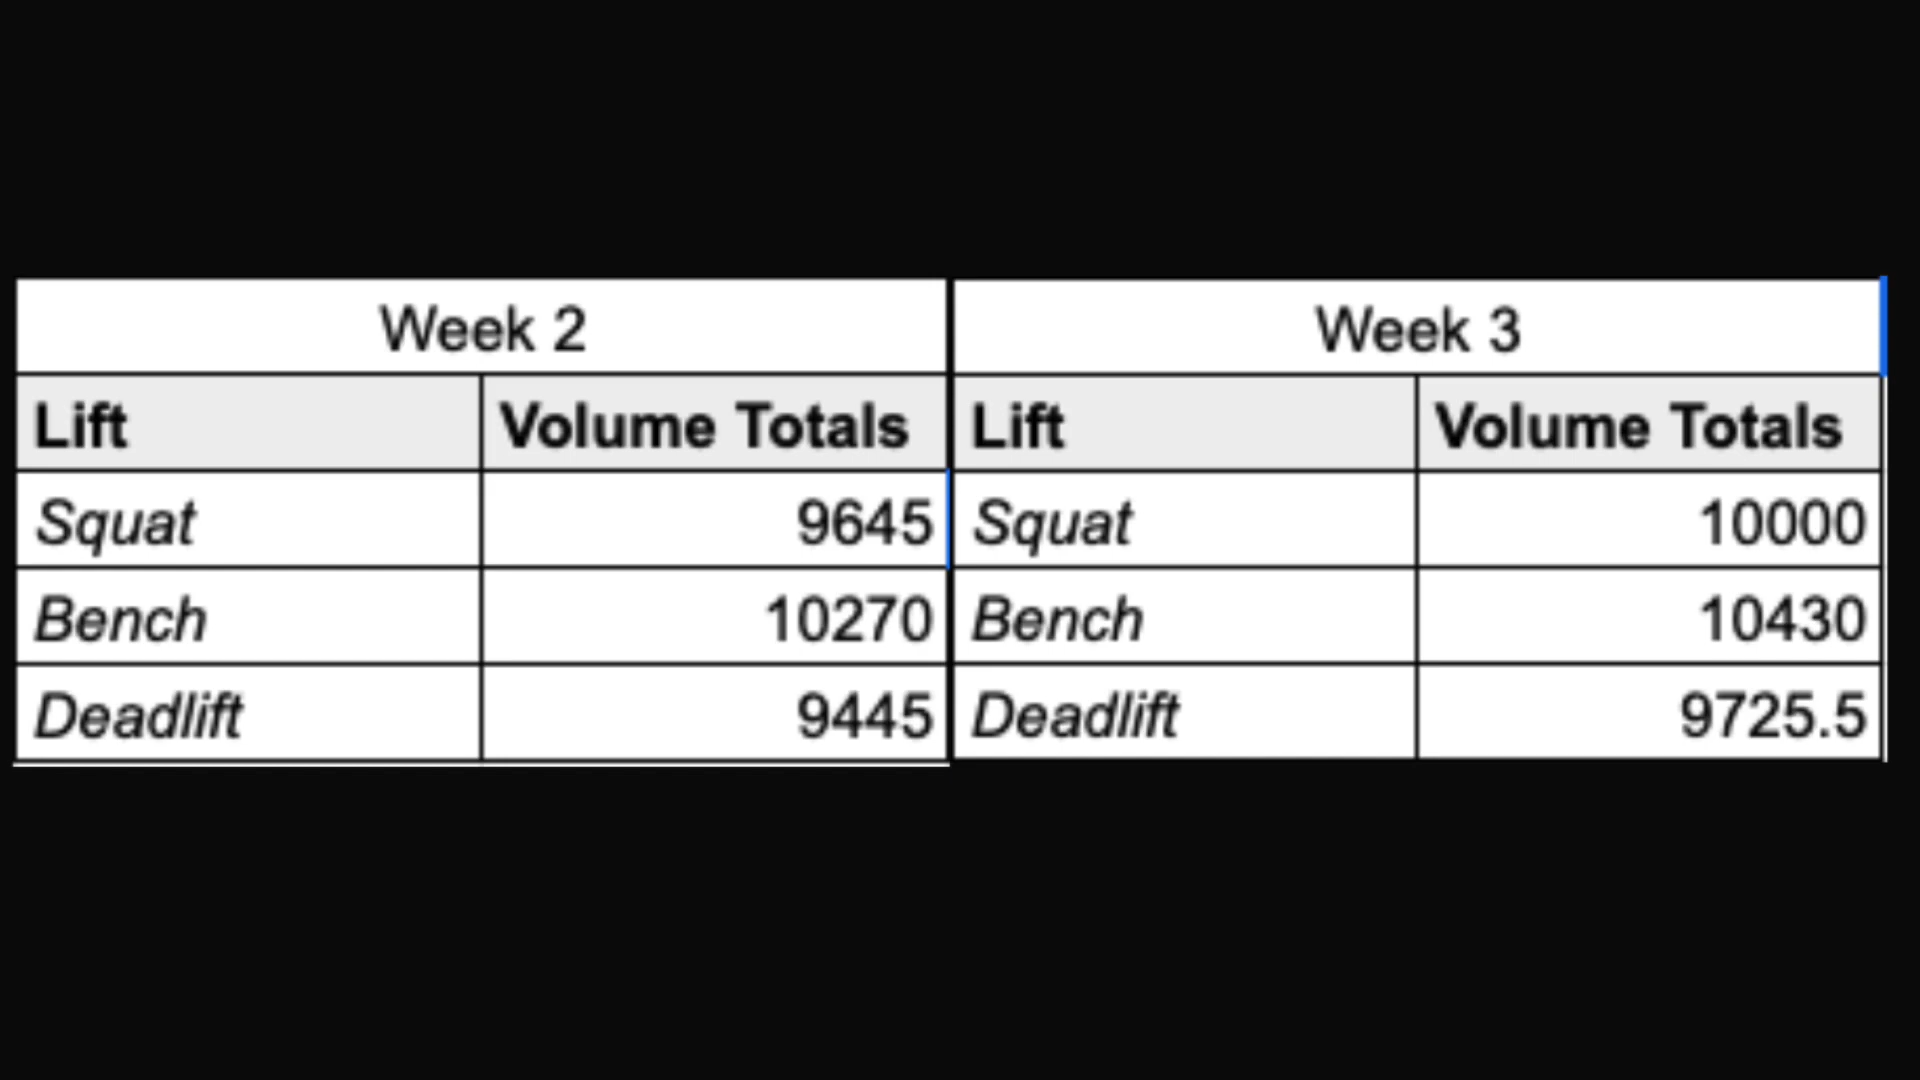 Week 2 Week 3
Lift Volume Totals Lift Volume Totals
Squat 9645 Squat 10000
Bench 10270 Bench 10430
Deadlift 9445 Deadlift 9725.5